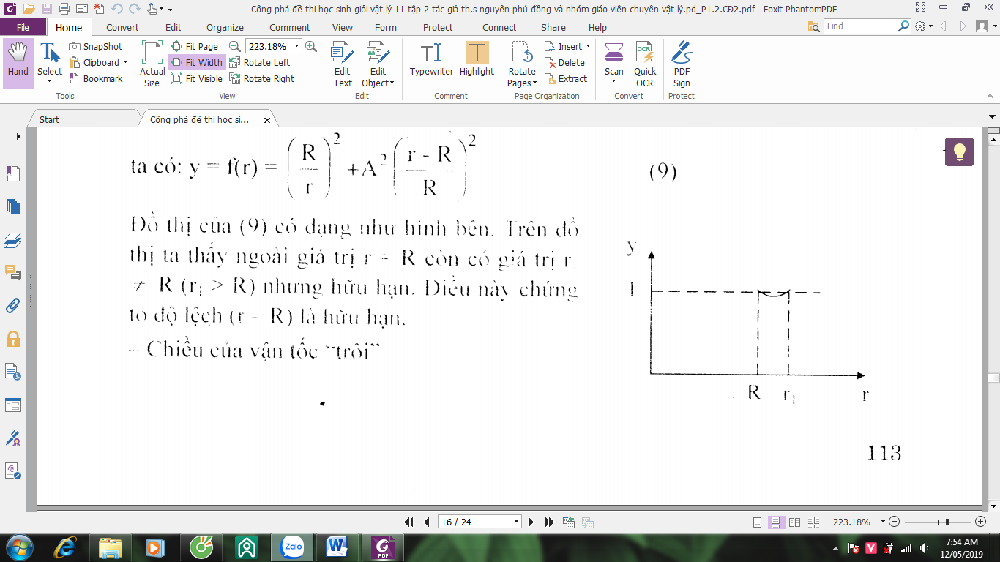 Công phá đề thi học sinh giỏi vật lý 11 tập 2 tác giả th.s nguyễn phú đồng và nhóm giáo viên chuyên vật lý.pd_P1.2.CĐ2.pdf - Foxit PhantomPDF
File Home Convert Edit Organize Comment View Form Protect Connect Share Help Find
Hand Select SnapShot Clipboard Bookmark
Actual Size Fit Page Fit Width Fit Visible 223.18% Rotate Left Rotate Right
Edit Text Edit Object Typewriter Highlight Rotate Pages Insert Delete Extract Scan Quick OCR PDF Sign
Tools View Edit Comment Page Organization Convert Protect
Start Công phá đề thi học si...
ta có: y = f(r) = (R/r)² + A² ((r - R)/R)² (9)
Đồ thị của (9) có dạng như hình bên. Trên đồ
thị ta thấy ngoài giá trị r = R còn có giá trị r₁
≠ R (r₁ > R) nhưng hữu hạn. Điều này chứng
tỏ độ lệch (r – R) là hữu hạn.
– Chiều của vận tốc “trôi”
y
1
R r₁ r
113
16 / 24 223.18%
Zalo PDF V 7:54 AM
12/05/2019